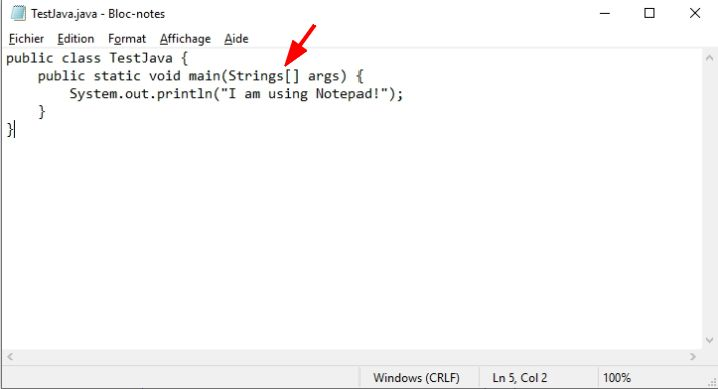 TestJava.java - Bloc-notes
Fichier Edition Format Affichage Aide
public class TestJava {
    public static void main(Strings[] args) {
        System.out.println("I am using Notepad!");
    }
}
Windows (CRLF) Ln 5, Col 2 100%